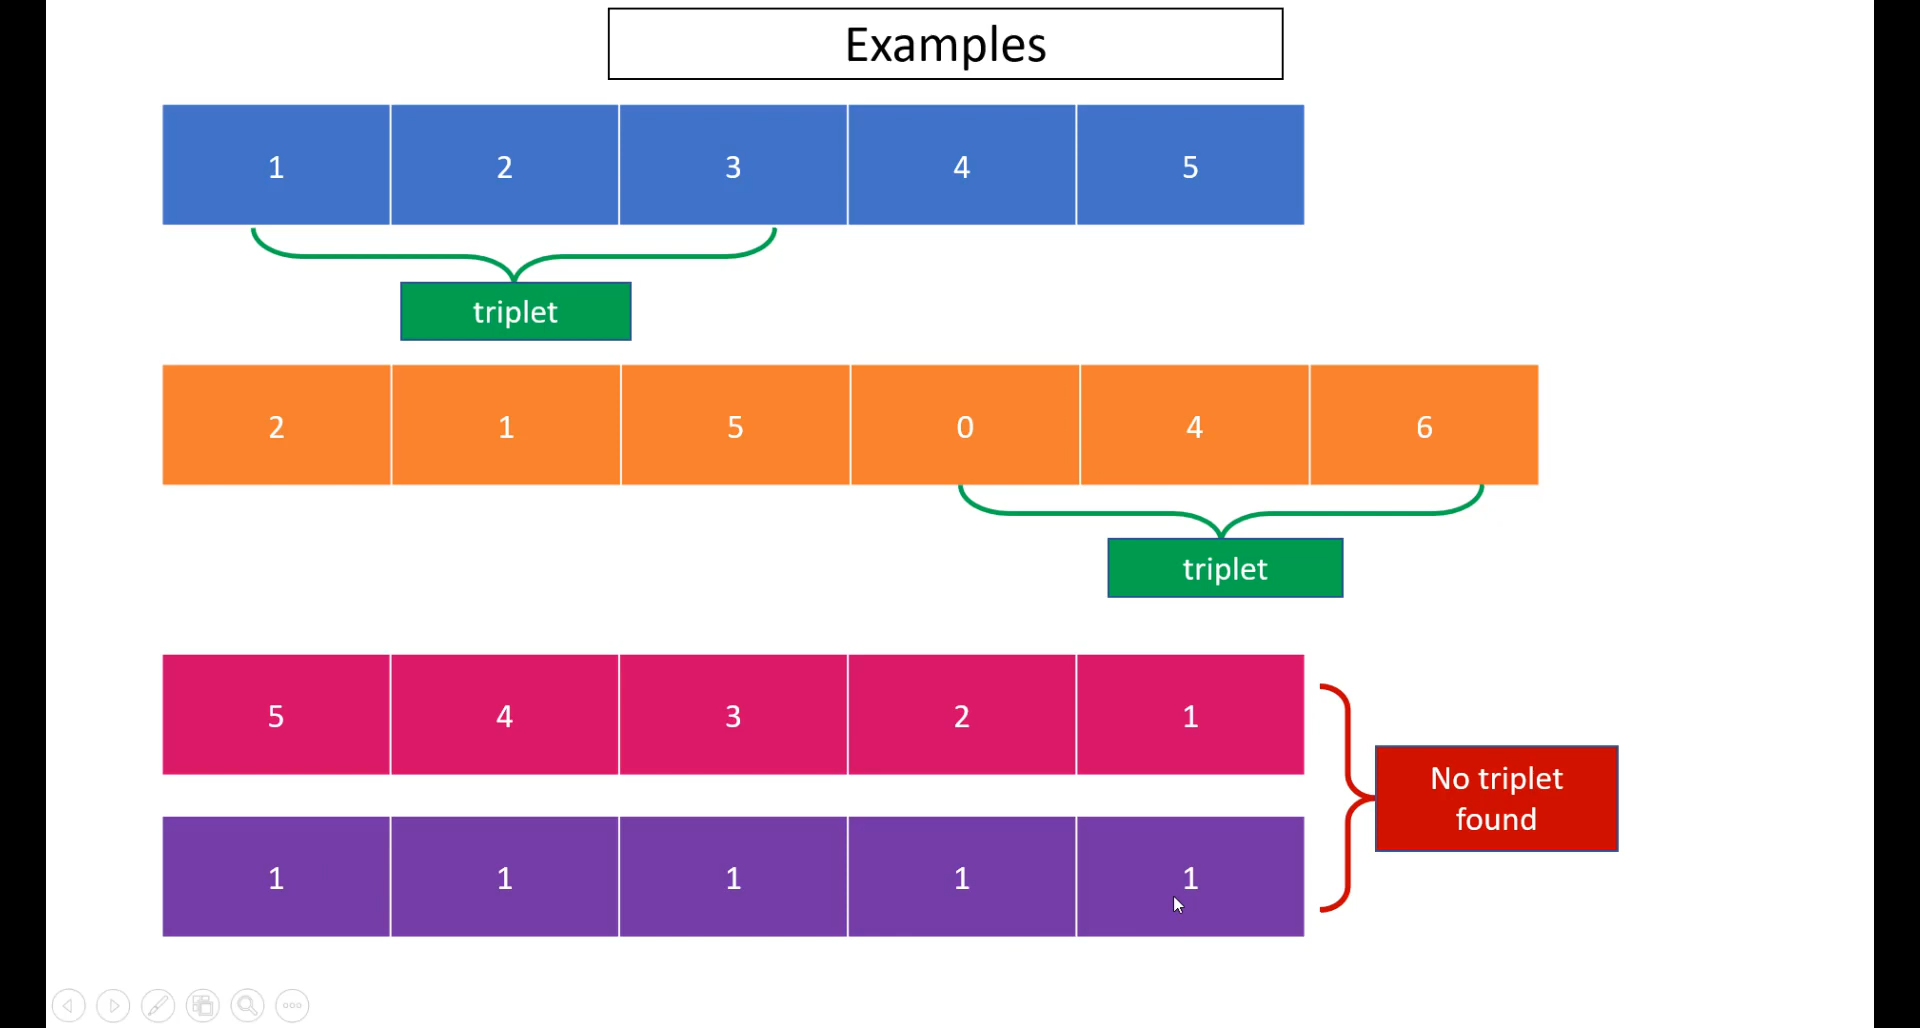 Examples
1 2 3 4 5
triplet
2 1 5 0 4 6
triplet
5 4 3 2 1
No triplet
found
1 1 1 1 1